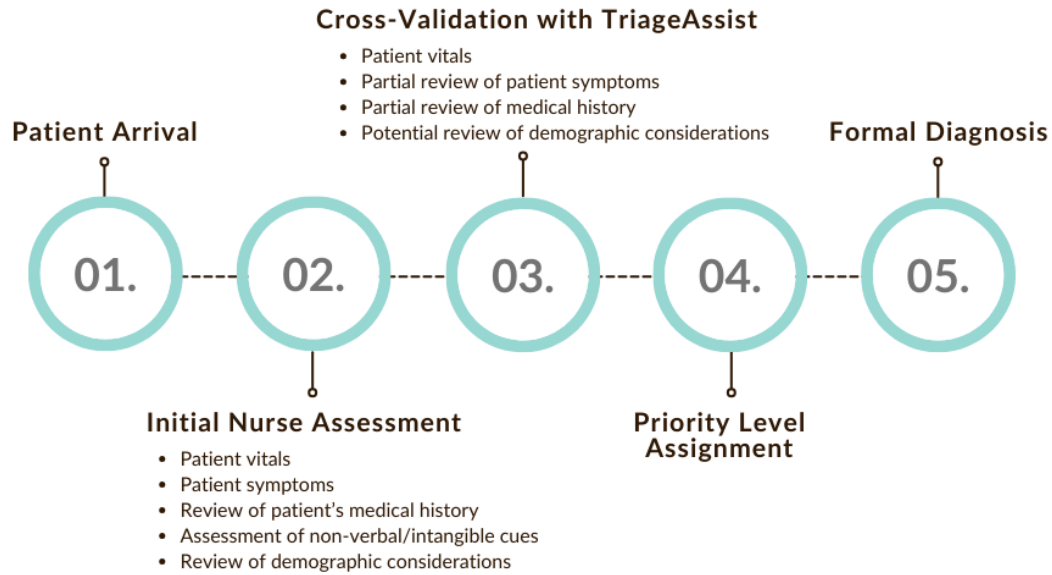 Cross-Validation with TriageAssist
• Patient vitals
• Partial review of patient symptoms
• Partial review of medical history
• Potential review of demographic considerations
Patient Arrival
Formal Diagnosis
01.
02.
03.
04.
05.
Initial Nurse Assessment
• Patient vitals
• Patient symptoms
• Review of patient's medical history
• Assessment of non-verbal/intangible cues
• Review of demographic considerations
Priority Level
Assignment